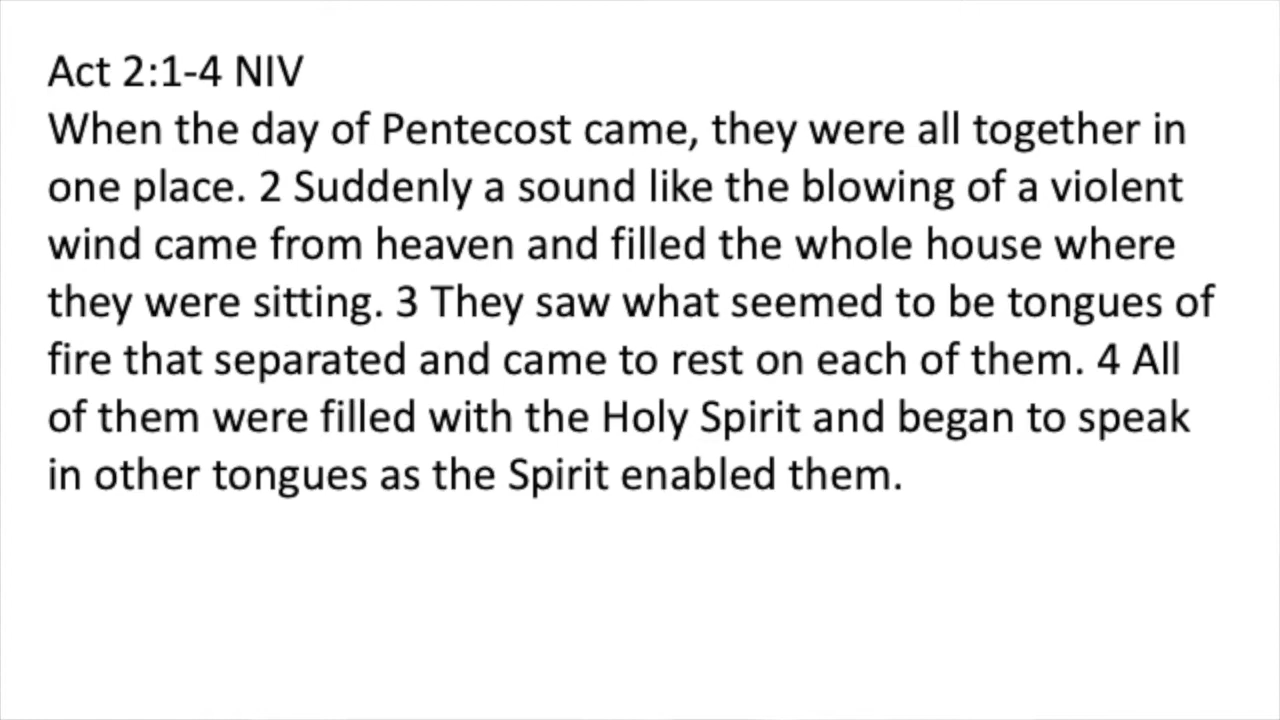 Act 2:1-4 NIV
When the day of Pentecost came, they were all together in
one place. 2 Suddenly a sound like the blowing of a violent
wind came from heaven and filled the whole house where
they were sitting. 3 They saw what seemed to be tongues of
fire that separated and came to rest on each of them. 4 All
of them were filled with the Holy Spirit and began to speak
in other tongues as the Spirit enabled them.